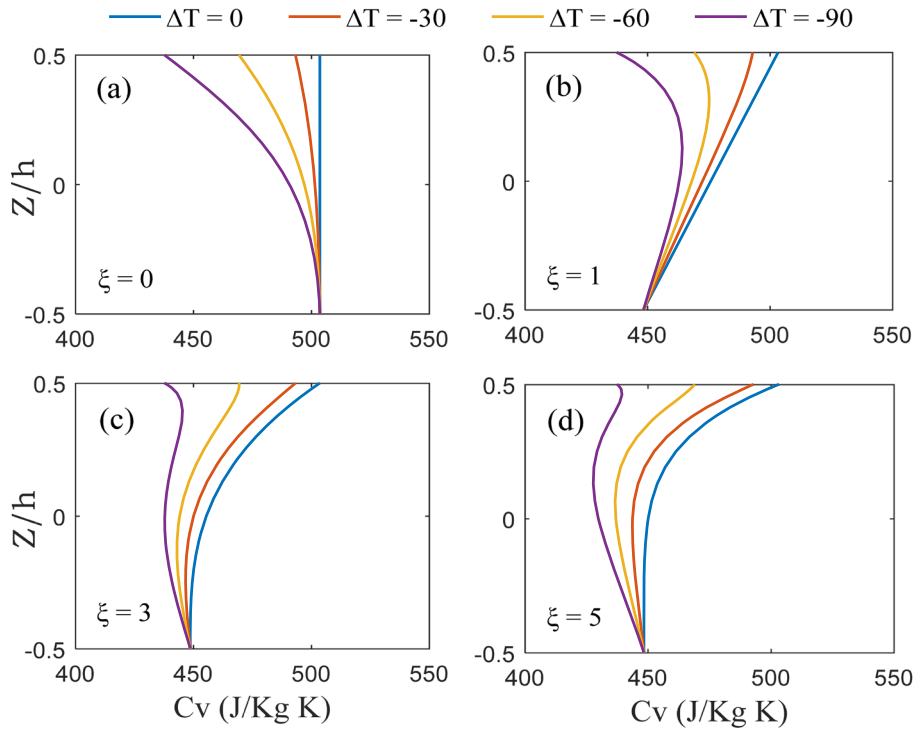 ΔT = 0 ΔT = -30 ΔT = -60 ΔT = -90
0.5 (a) 0.5 (b)
Z/h 0 0
ξ = 0 ξ = 1
-0.5 -0.5
400 450 500 550 400 450 500 550
0.5 (c) 0.5 (d)
Z/h 0 0
ξ = 3 ξ = 5
-0.5 -0.5
400 450 500 550 400 450 500 550
Cv (J/Kg K) Cv (J/Kg K)